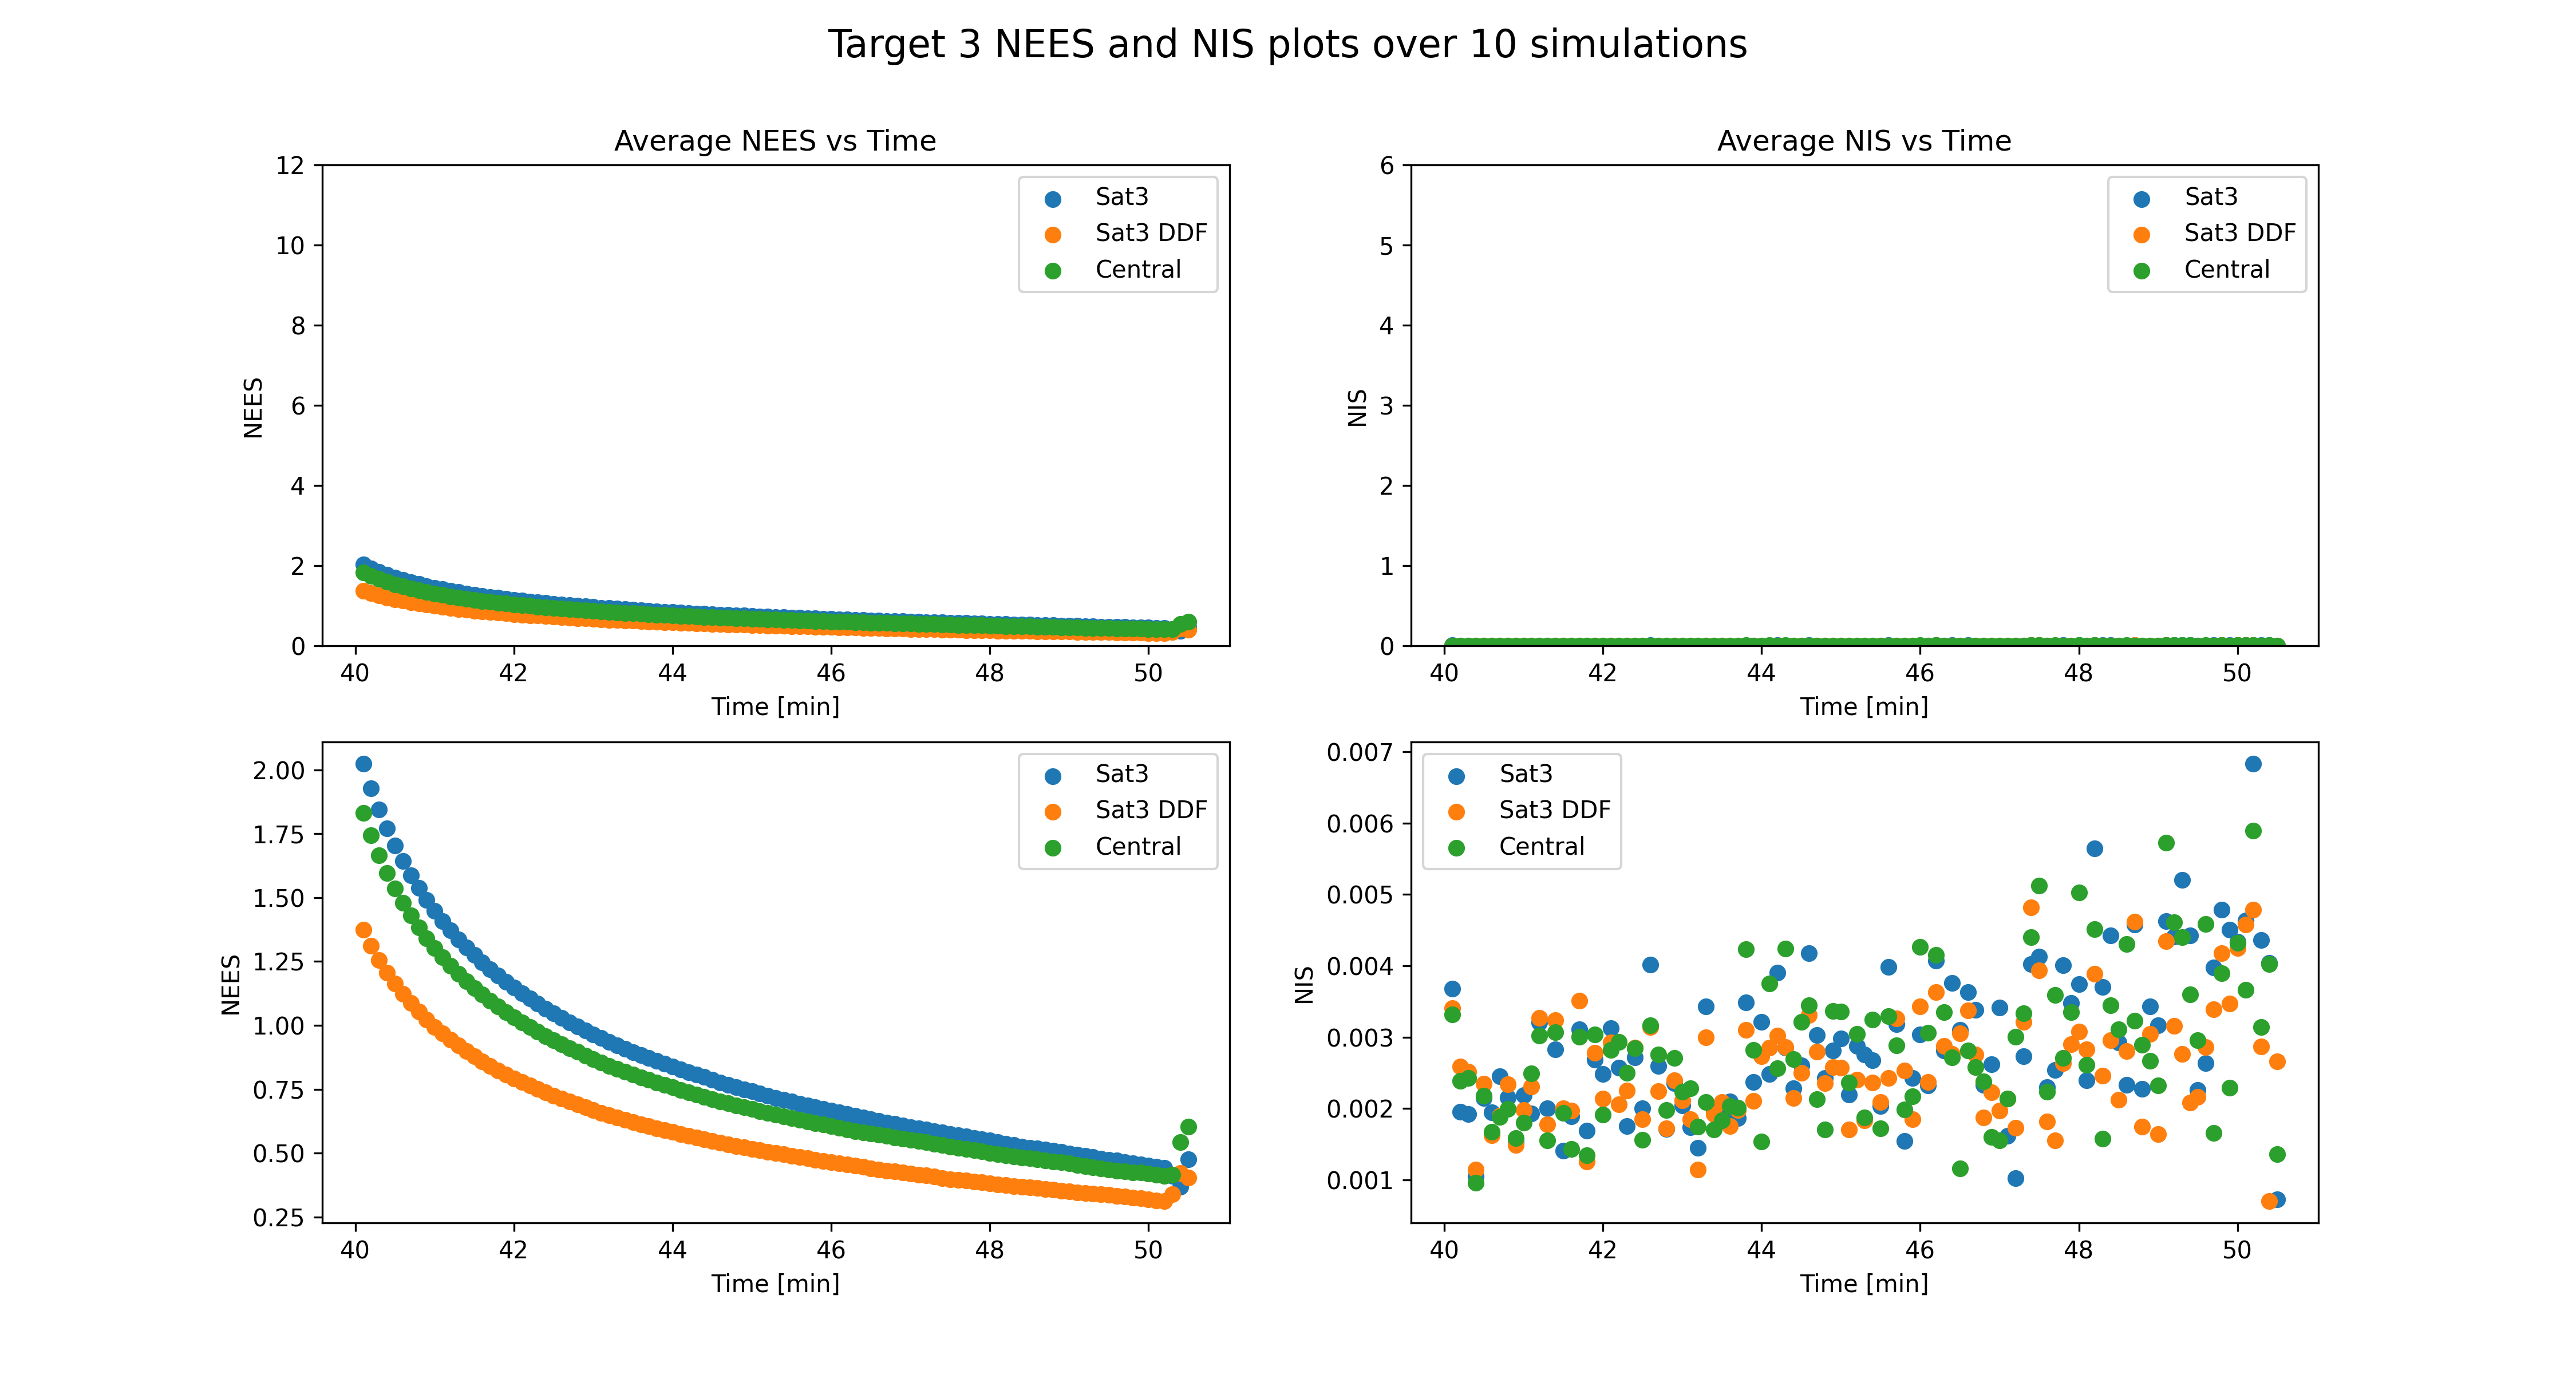 Target 3 NEES and NIS plots over 10 simulations
Average NEES vs Time
12
10
8
6
4
2
0
NEES
Sat3
Sat3 DDF
Central
40 42 44 46 48 50
Time [min]
Average NIS vs Time
6
5
4
3
2
1
0
NIS
Sat3
Sat3 DDF
Central
40 42 44 46 48 50
Time [min]
2.00
1.75
1.50
1.25
1.00
0.75
0.50
0.25
NEES
Sat3
Sat3 DDF
Central
40 42 44 46 48 50
Time [min]
0.007
0.006
0.005
0.004
0.003
0.002
0.001
NIS
Sat3
Sat3 DDF
Central
40 42 44 46 48 50
Time [min]